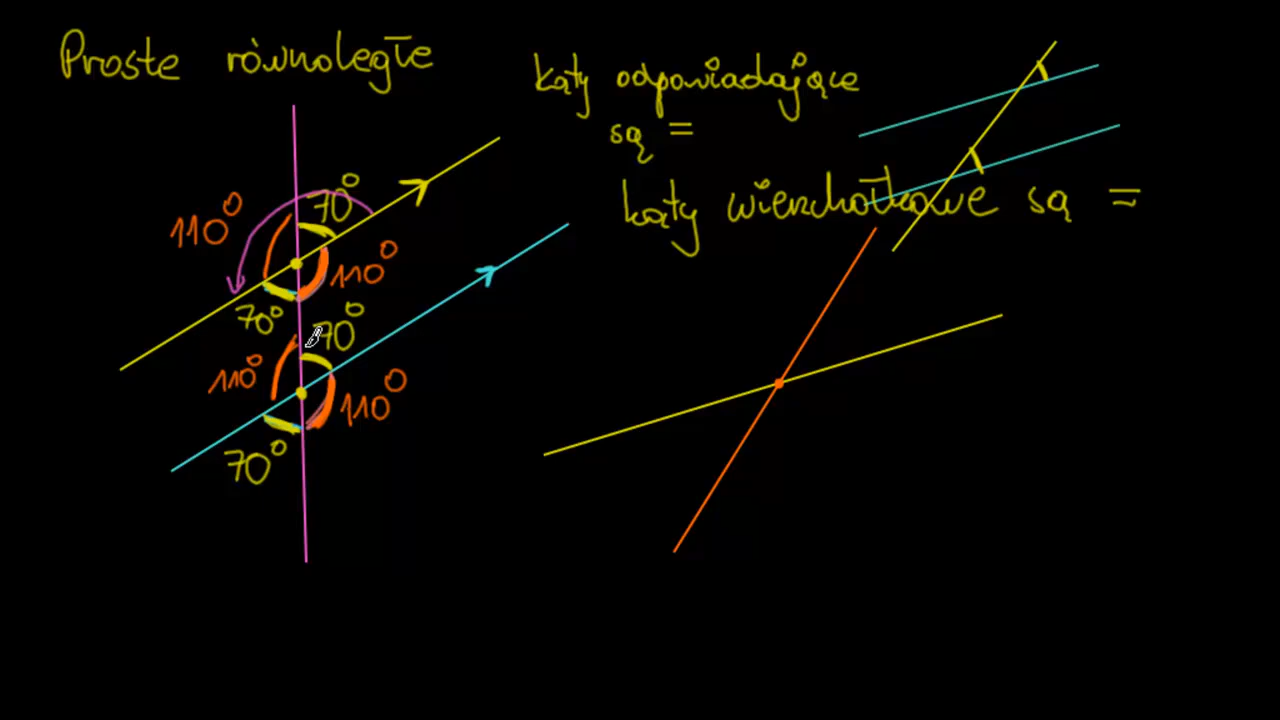 Proste równoległe
kąty odpowiadające
są =
kąty wierzchołkowe są =
70°
110°
110°
70°
70°
110°
110°
70°